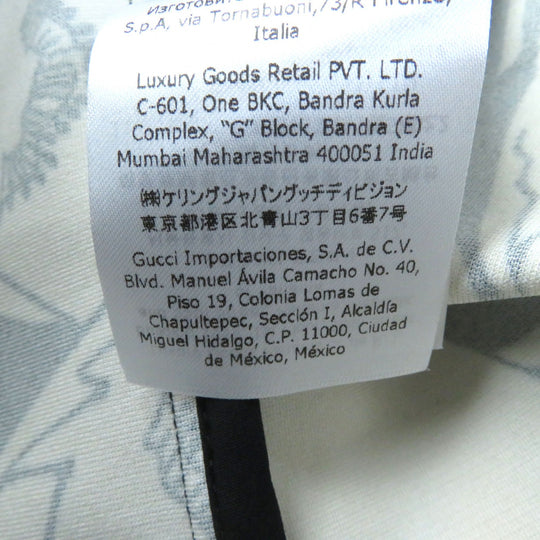 Изготовитель
S.p.A, via Tornabuoni,73/R Firenze,
Italia
Luxury Goods Retail PVT. LTD.
C-601, One BKC, Bandra Kurla
Complex, “G” Block, Bandra (E)
Mumbai Maharashtra 400051 India
㈱ケリングジャパングッチディビジョン
東京都港区北青山3丁目6番7号
Gucci Importaciones, S.A. de C.V.
Blvd. Manuel Ávila Camacho No. 40,
Piso 19, Colonia Lomas de
Chapultepec, Sección I, Alcaldía
Miguel Hidalgo, C.P. 11000, Ciudad
de México, México